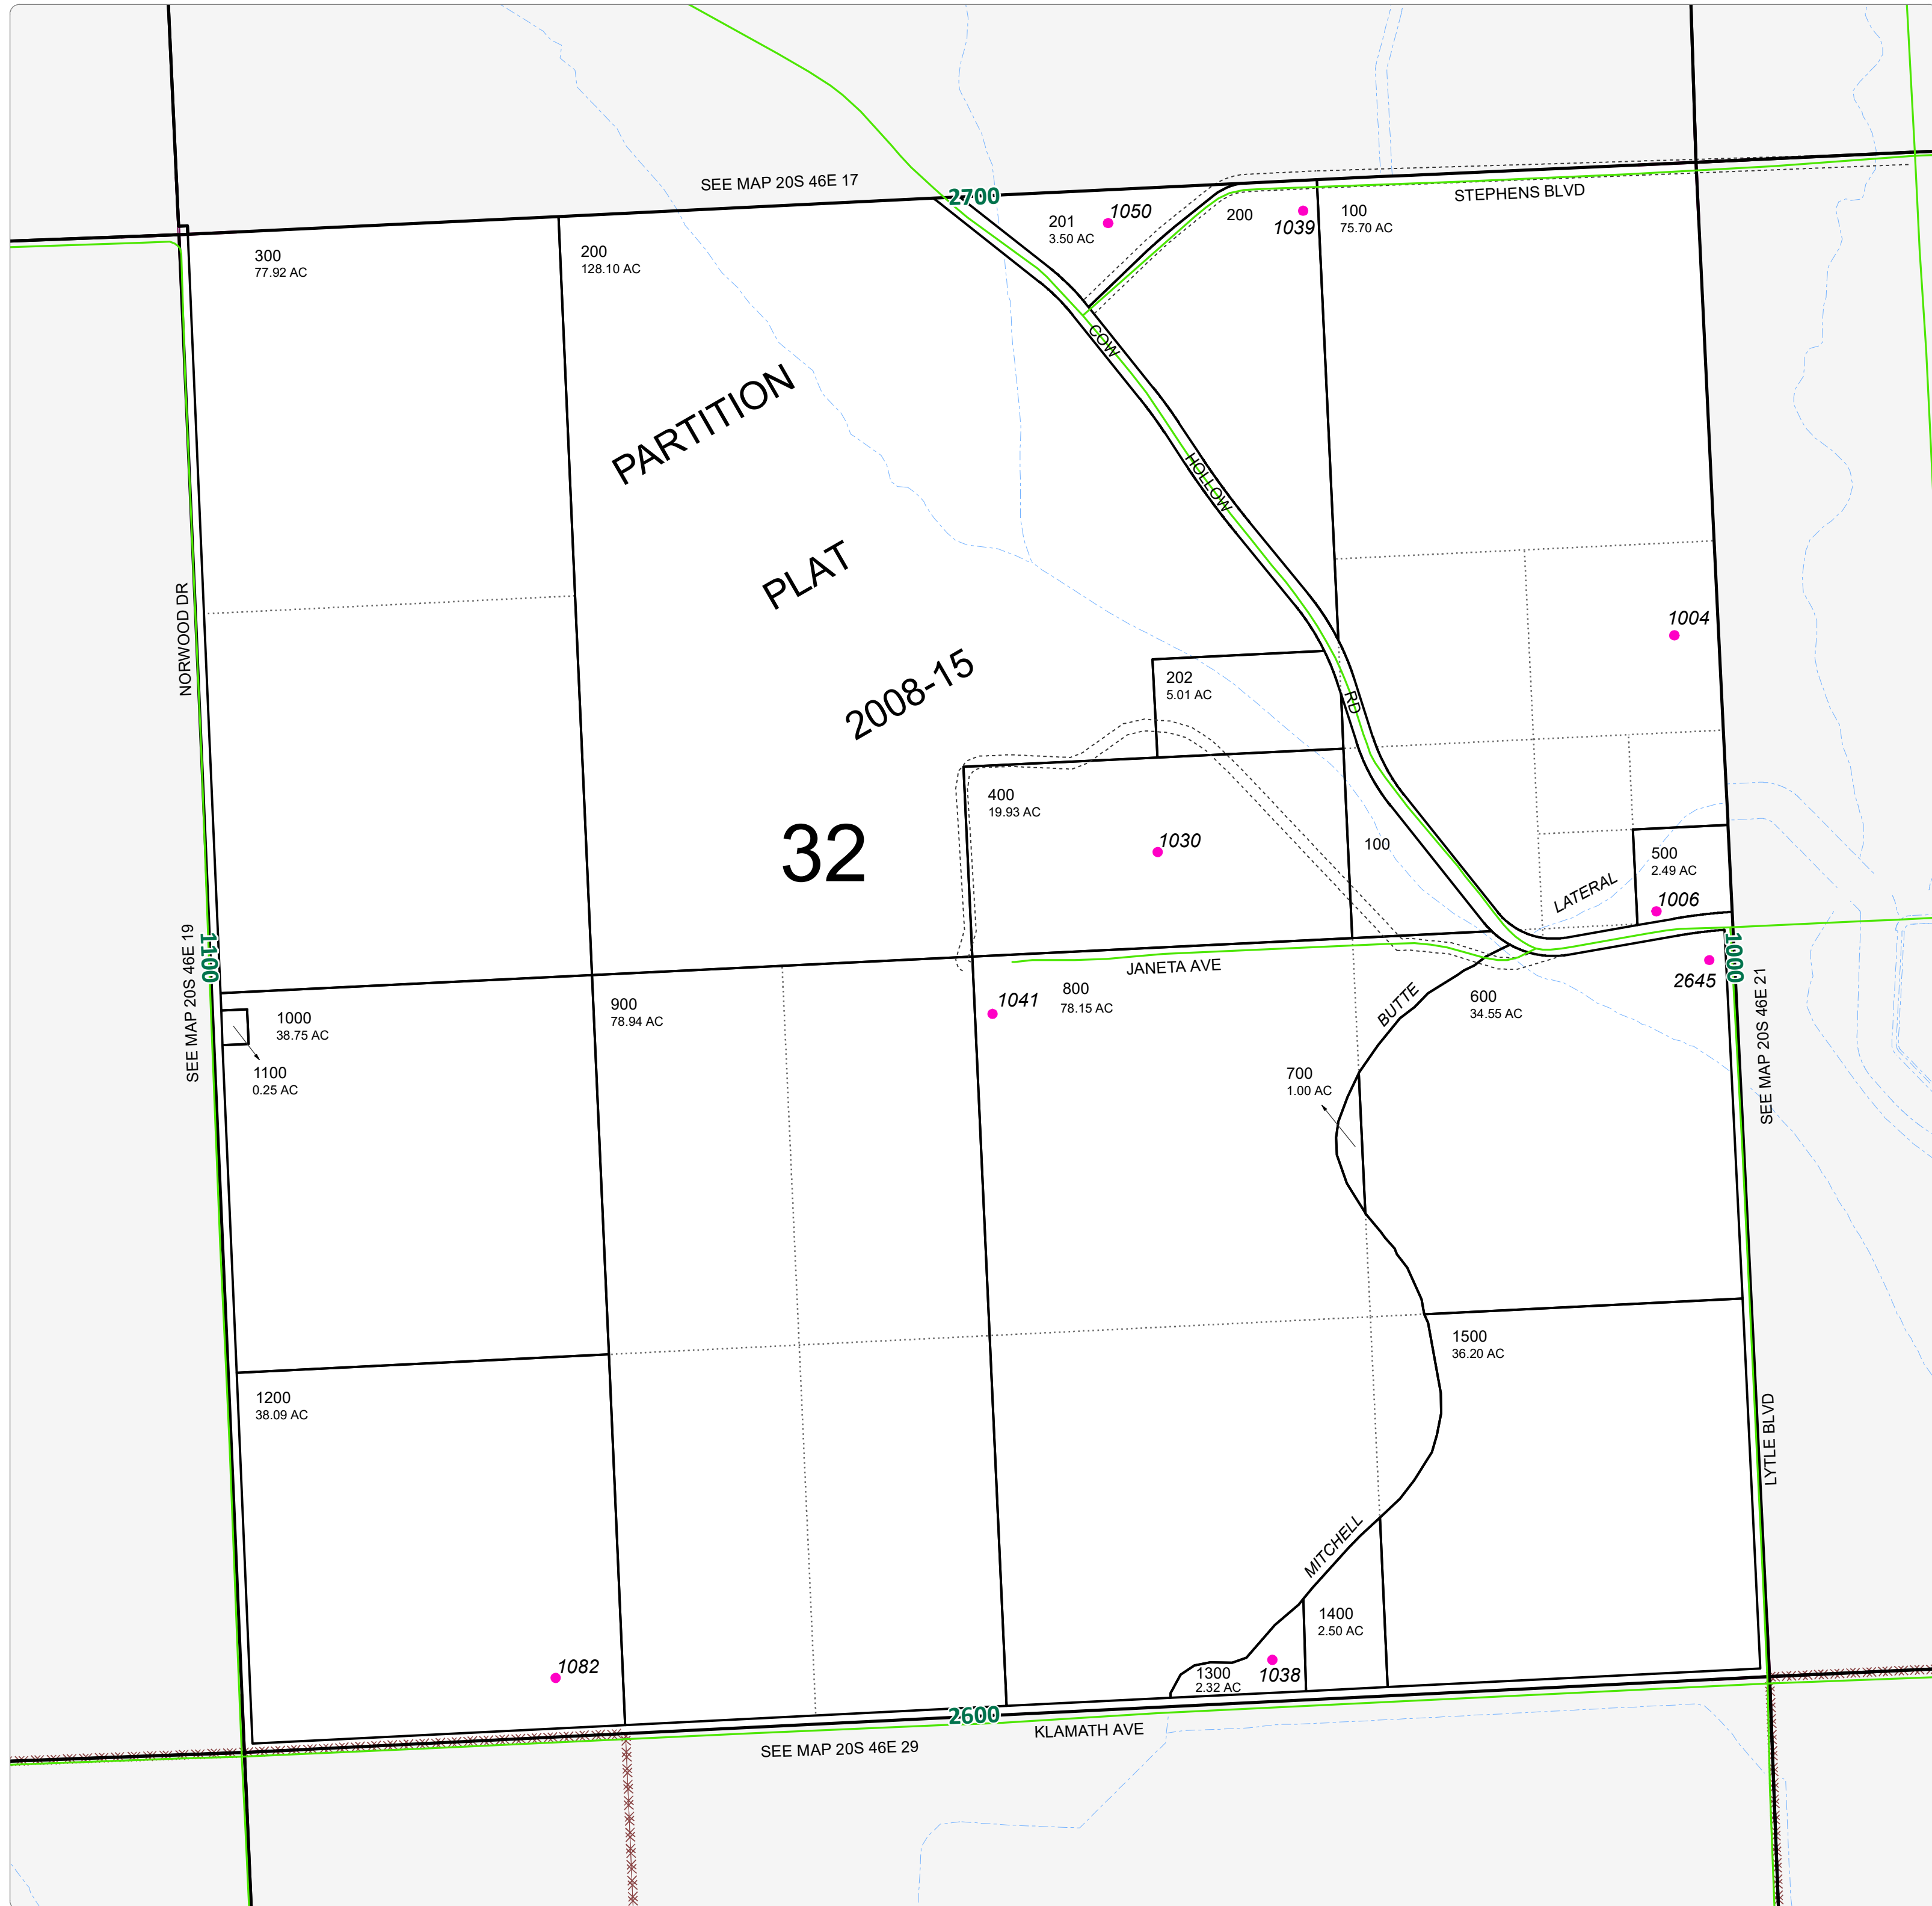 SEE MAP 20S 46E 17
2700
STEPHENS BLVD
201
3.50 AC
1050
200
1039
100
75.70 AC
300
77.92 AC
200
128.10 AC
COW
HOLLOW
RD
PARTITION
PLAT
2008-15
32
NORWOOD DR
1004
202
5.01 AC
400
19.93 AC
1030
100
LATERAL
500
2.49 AC
1006
SEE MAP 20S 46E 19
1100
JANETA AVE
1000
2645
SEE MAP 20S 46E 21
1000
38.75 AC
1100
0.25 AC
900
78.94 AC
1041
800
78.15 AC
BUTTE
600
34.55 AC
700
1.00 AC
1500
36.20 AC
1200
38.09 AC
LYTLE BLVD
MITCHELL
1400
2.50 AC
1082
1300
2.32 AC
1038
2600
KLAMATH AVE
SEE MAP 20S 46E 29